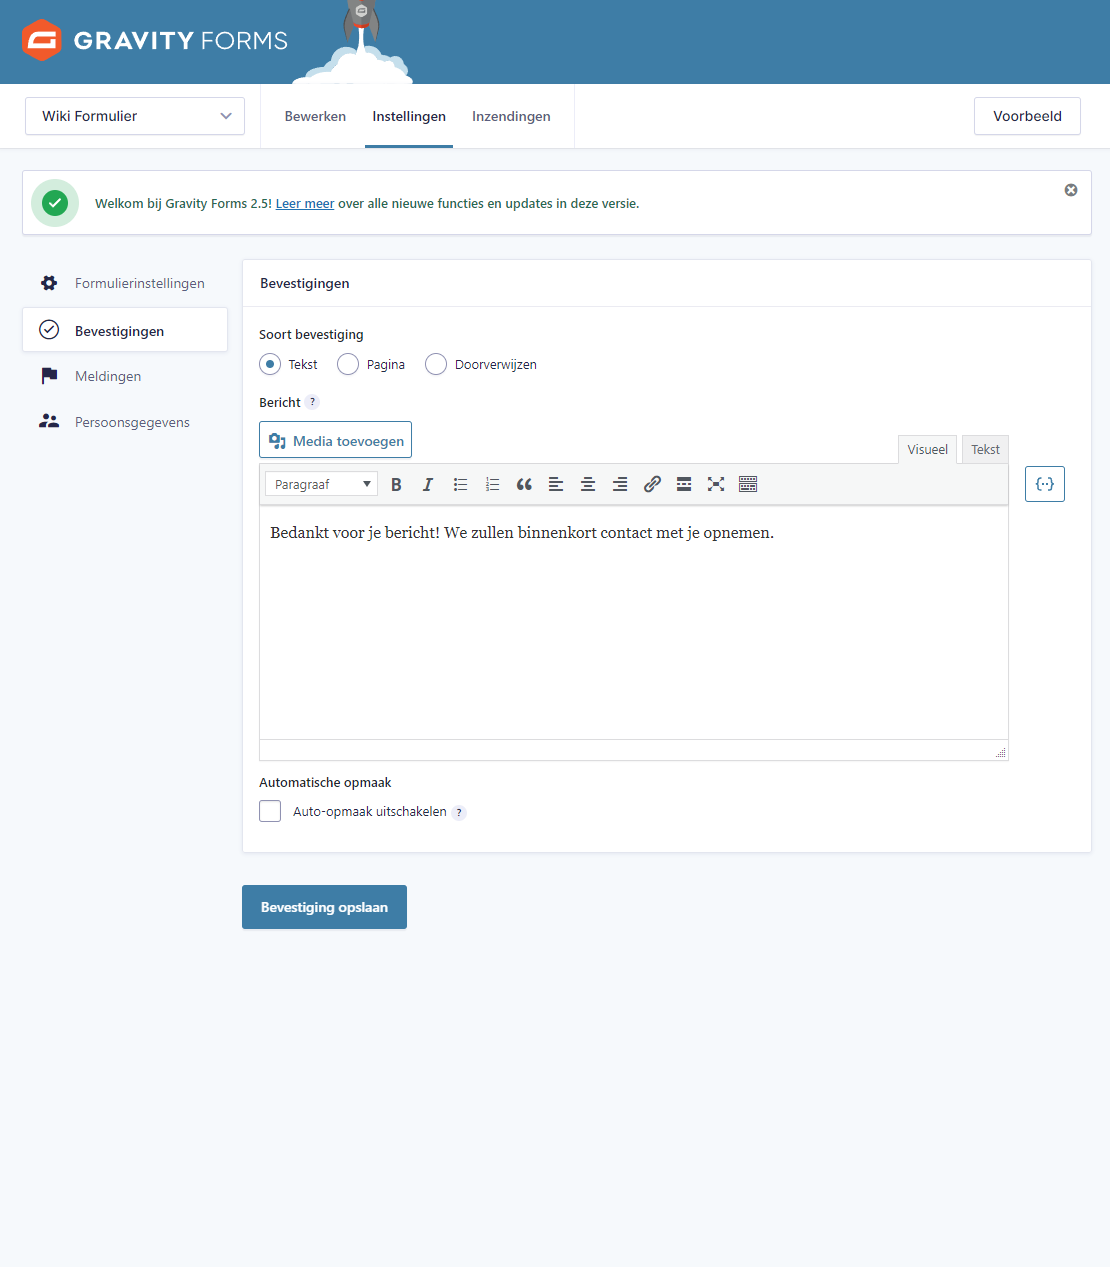 GRAVITY FORMS
Wiki Formulier
Bewerken Instellingen Inzendingen
Voorbeeld
Welkom bij Gravity Forms 2.5! Leer meer over alle nieuwe functies en updates in deze versie.
Formulierinstellingen
Bevestigingen
Meldingen
Persoonsgegevens
Bevestigingen
Soort bevestiging
Tekst Pagina Doorverwijzen
Bericht ?
Media toevoegen
Visueel Tekst
Paragraaf B I
Bedankt voor je bericht! We zullen binnenkort contact met je opnemen.
Automatische opmaak
Auto-opmaak uitschakelen ?
Bevestiging opslaan